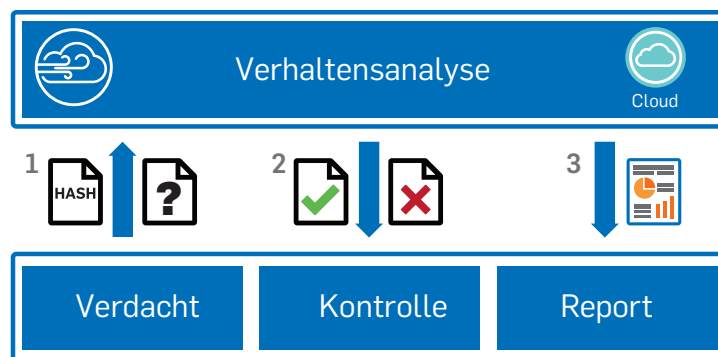 Verhaltensanalyse
Cloud
1
HASH
?
2
3
Verdacht
Kontrolle
Report